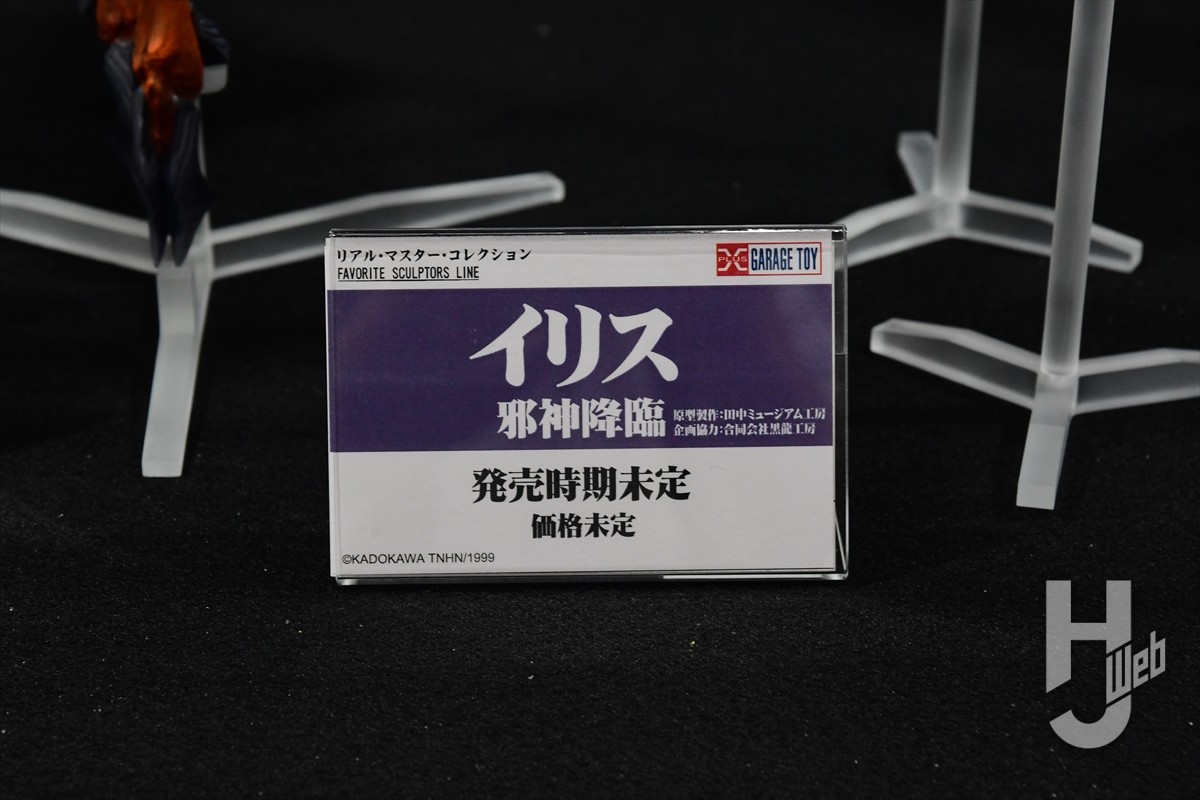 リアル・マスター・コレクション
FAVORITE SCULPTORS LINE
X PLUS GARAGE TOY
イリス
邪神降臨
原型製作:田中ミュージアム工房
企画協力:合同会社黒龍工房
発売時期未定
価格未定
©KADOKAWA TNHN/1999
HJ Web